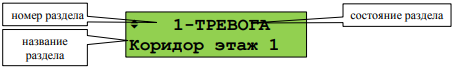 номер раздела
состояние раздела
1-ТРЕВОГА
название
раздела
Коридор этаж 1